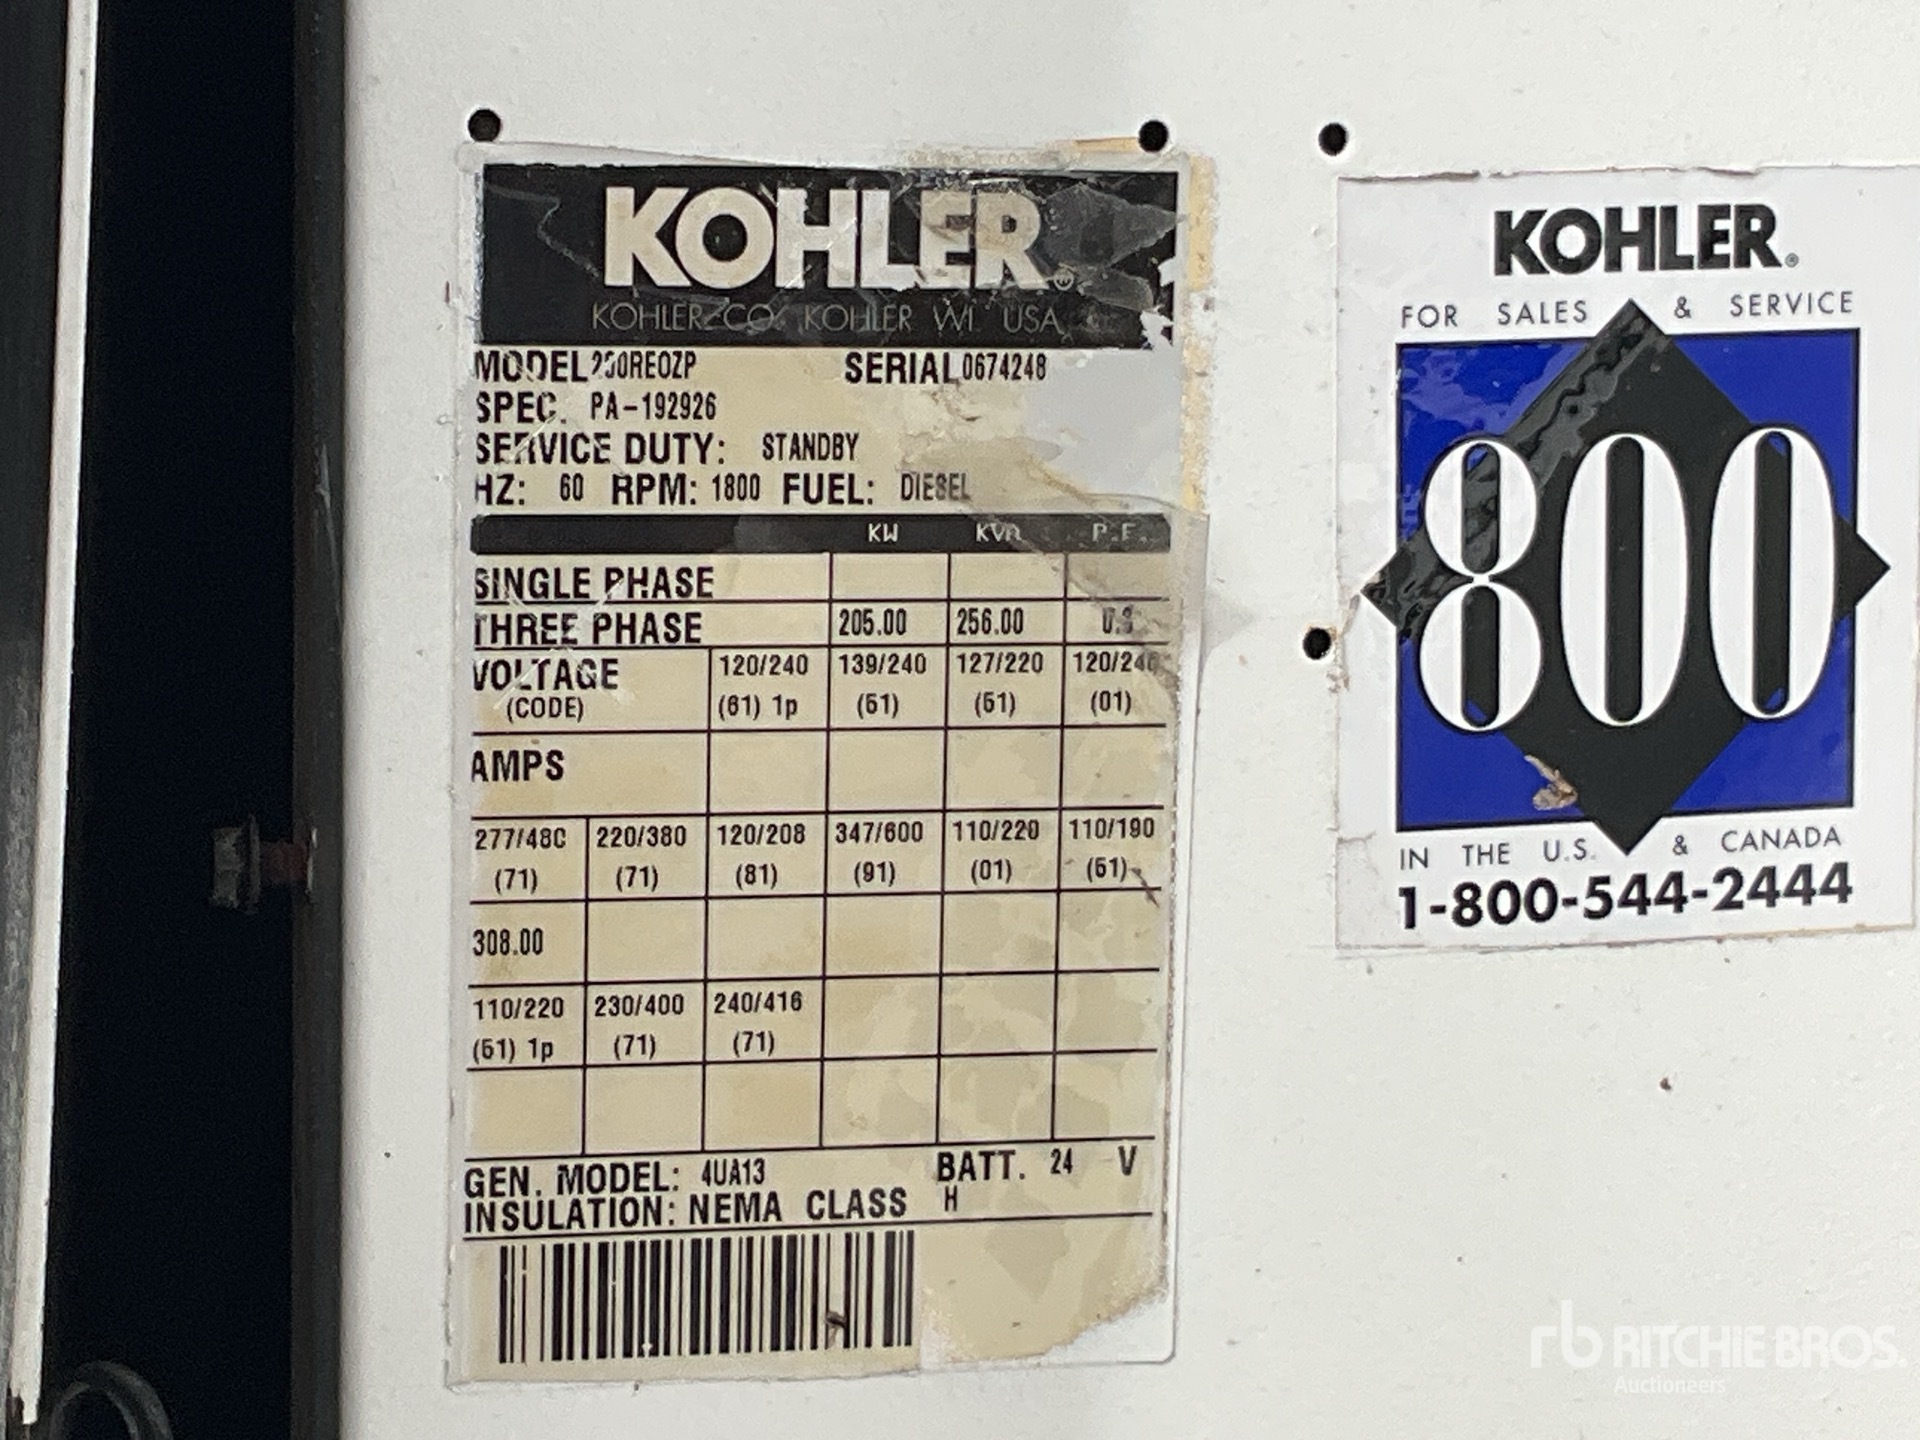 KOHLER®
KOHLER CO. KOHLER WI. USA
MODEL SERIAL 0674248
SPEC. PA-192926
SERVICE DUTY: STANDBY
HZ: 60 RPM: 1800 FUEL: DIESEL
KW KVA P.F.
SINGLE PHASE
THREE PHASE 205.00 256.00
VOLTAGE 120/240 139/240 127/220 120/240
(CODE) (61) 1p (61) (61) (01)
AMPS
277/480 220/380 120/208 347/600 110/220 110/190
(71) (71) (81) (91) (01) (61)
308.00
110/220 230/400 240/416
(61) 1p (71) (71)
GEN. MODEL: 4UA13 BATT. 24 V
INSULATION: NEMA CLASS H
KOHLER®
FOR SALES & SERVICE
800
IN THE U.S. & CANADA
1-800-544-2444
rb RITCHIE BROS.
Auctioneers